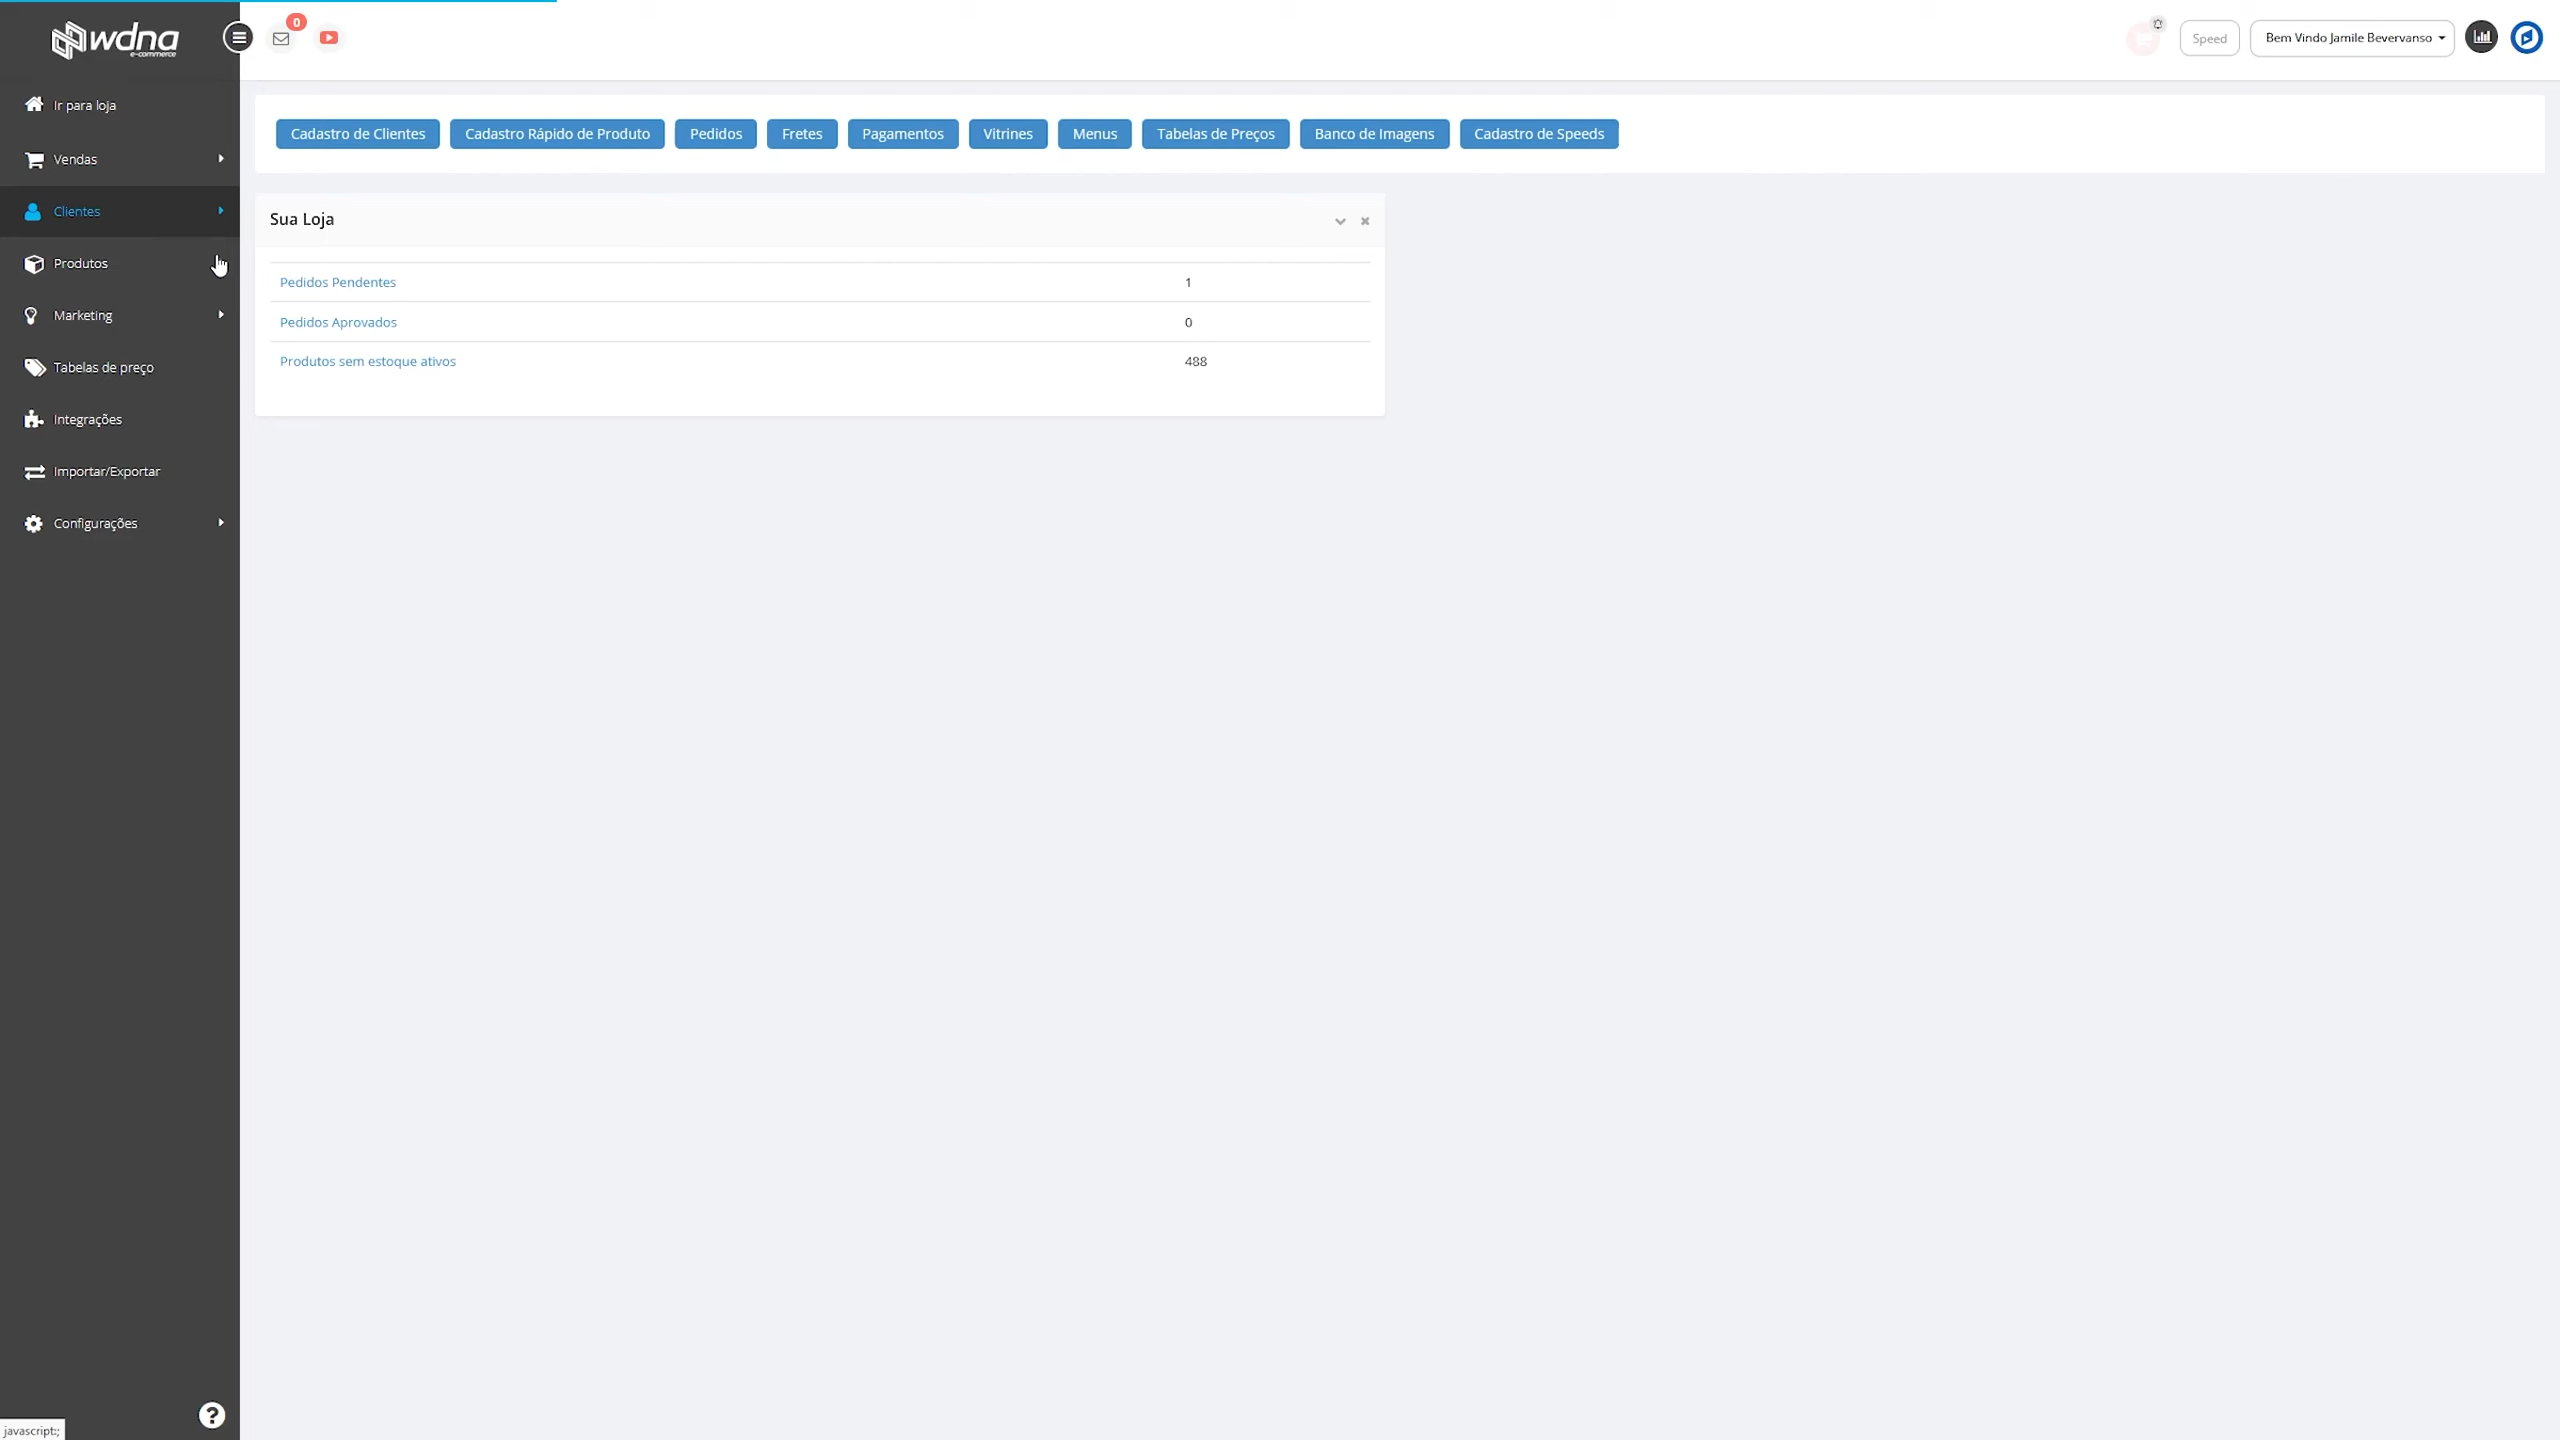 wdna
e-commerce
0
Speed
Bem Vindo Jamile Bevervanso
Ir para loja
Vendas
Clientes
Produtos
Marketing
Tabelas de preço
Integrações
Importar/Exportar
Configurações
Cadastro de Clientes
Cadastro Rápido de Produto
Pedidos
Fretes
Pagamentos
Vitrines
Menus
Tabelas de Preços
Banco de Imagens
Cadastro de Speeds
Sua Loja
Pedidos Pendentes 1
Pedidos Aprovados 0
Produtos sem estoque ativos 488
?
javascript:;